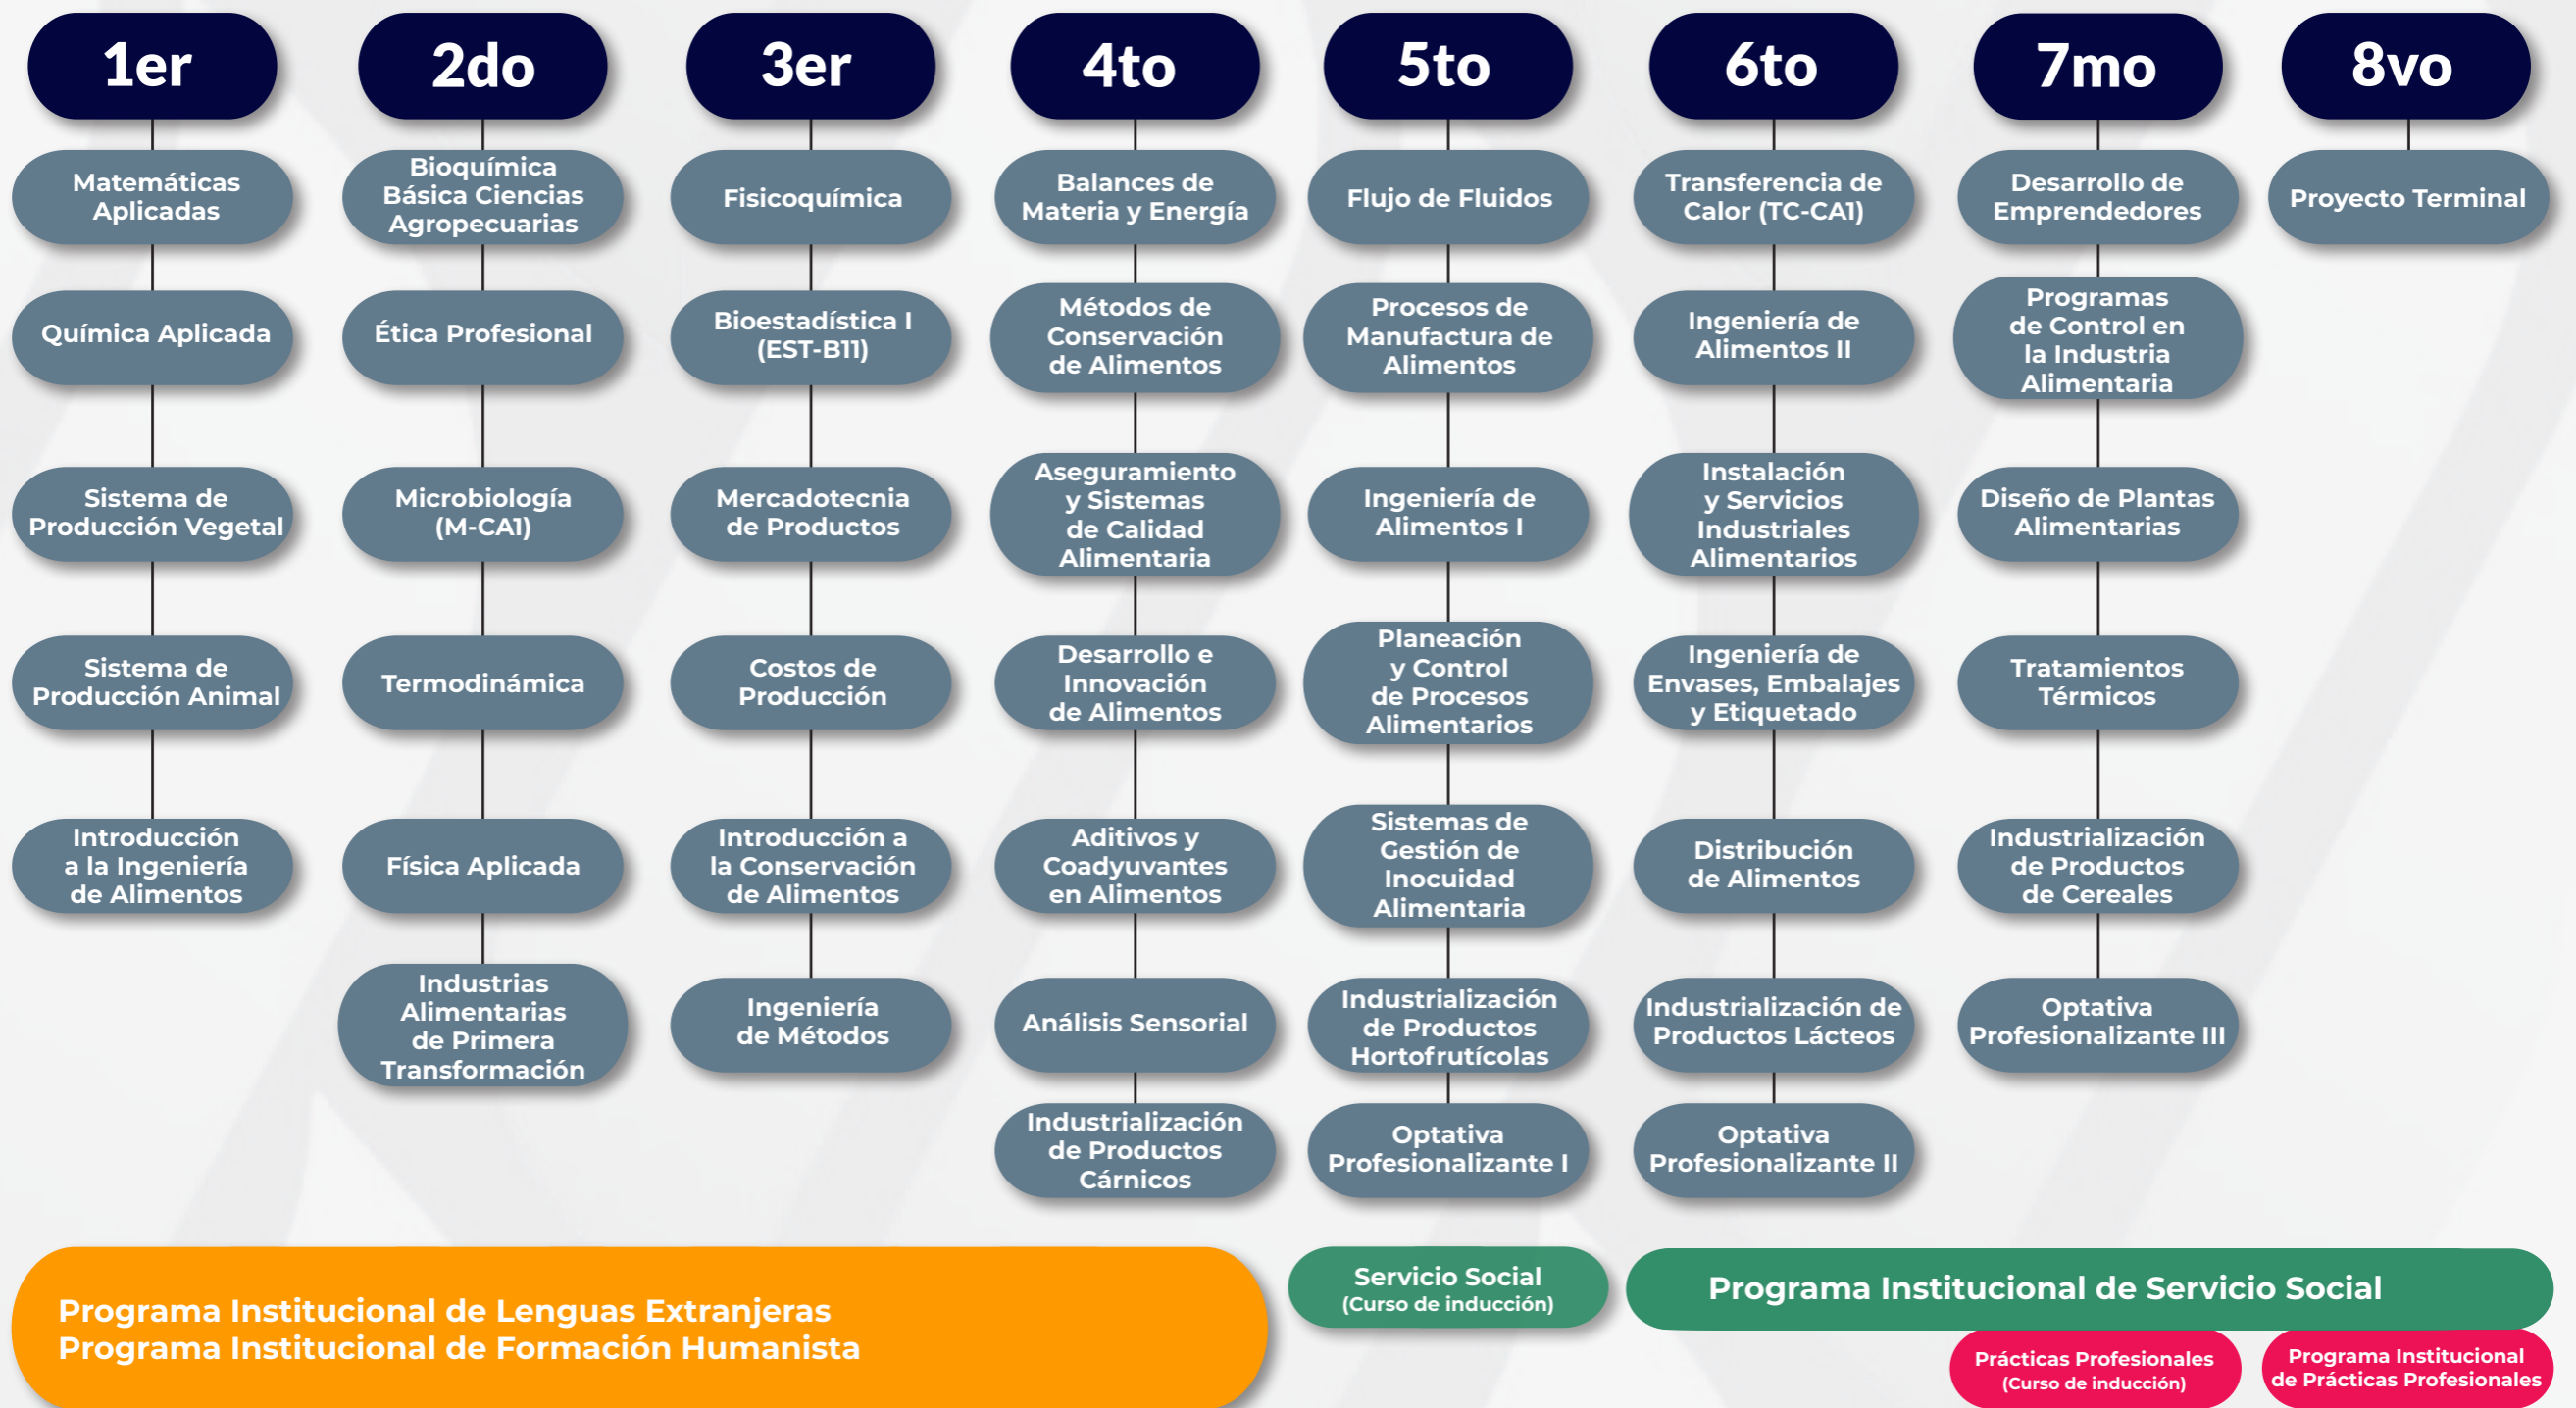 1er
Matemáticas
Aplicadas
Química Aplicada
Sistema de
Producción Vegetal
Sistema de
Producción Animal
Introducción
a la Ingeniería
de Alimentos
2do
Bioquímica
Básica Ciencias
Agropecuarias
Ética Profesional
Microbiología
(M-CA1)
Termodinámica
Física Aplicada
Industrias
Alimentarias
de Primera
Transformación
3er
Fisicoquímica
Bioestadística I
(EST-B11)
Mercadotecnia
de Productos
Costos de
Producción
Introducción a
la Conservación
de Alimentos
Ingeniería
de Métodos
4to
Balances de
Materia y Energía
Métodos de
Conservación
de Alimentos
Aseguramiento
y Sistemas
de Calidad
Alimentaria
Desarrollo e
Innovación
de Alimentos
Aditivos y
Coadyuvantes
en Alimentos
Análisis Sensorial
Industrialización
de Productos
Cárnicos
5to
Flujo de Fluidos
Procesos de
Manufactura de
Alimentos
Ingeniería de
Alimentos I
Planeación
y Control
de Procesos
Alimentarios
Sistemas de
Gestión de
Inocuidad
Alimentaria
Industrialización
de Productos
Hortofrutícolas
Optativa
Profesionalizante I
6to
Transferencia de
Calor (TC-CA1)
Ingeniería de
Alimentos II
Instalación
y Servicios
Industriales
Alimentarios
Ingeniería de
Envases, Embalajes
y Etiquetado
Distribución
de Alimentos
Industrialización de
Productos Lácteos
Optativa
Profesionalizante II
7mo
Desarrollo de
Emprendedores
Programas
de Control en
la Industria
Alimentaria
Diseño de Plantas
Alimentarias
Tratamientos
Térmicos
Industrialización
de Productos
de Cereales
Optativa
Profesionalizante III
8vo
Proyecto Terminal
Programa Institucional de Lenguas Extranjeras
Programa Institucional de Formación Humanista
Servicio Social
(Curso de inducción)
Programa Institucional de Servicio Social
Prácticas Profesionales
(Curso de inducción)
Programa Institucional
de Prácticas Profesionales